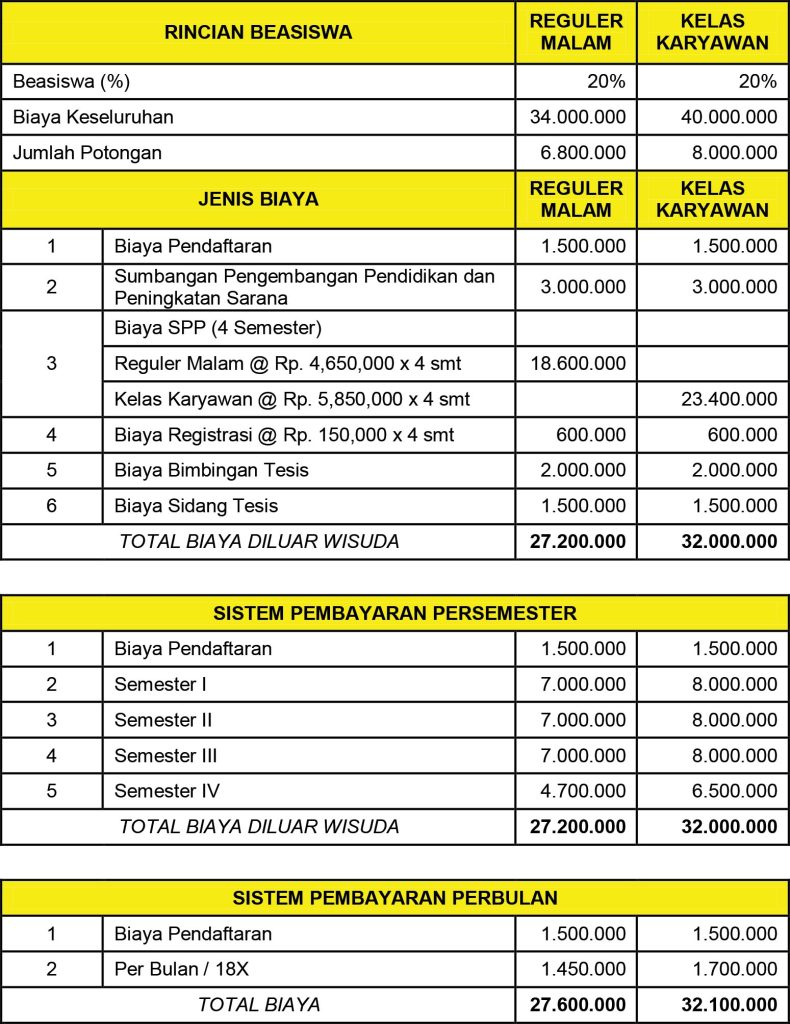 RINCIAN BEASISWA REGULER MALAM KELAS KARYAWAN
Beasiswa (%) 20% 20%
Biaya Keseluruhan 34.000.000 40.000.000
Jumlah Potongan 6.800.000 8.000.000
JENIS BIAYA REGULER MALAM KELAS KARYAWAN
1 Biaya Pendaftaran 1.500.000 1.500.000
2 Sumbangan Pengembangan Pendidikan dan
Peningkatan Sarana 3.000.000 3.000.000
3 Biaya SPP (4 Semester)
Reguler Malam @ Rp. 4,650,000 x 4 smt 18.600.000
Kelas Karyawan @ Rp. 5,850,000 x 4 smt 23.400.000
4 Biaya Registrasi @ Rp. 150,000 x 4 smt 600.000 600.000
5 Biaya Bimbingan Tesis 2.000.000 2.000.000
6 Biaya Sidang Tesis 1.500.000 1.500.000
TOTAL BIAYA DILUAR WISUDA 27.200.000 32.000.000
SISTEM PEMBAYARAN PERSEMESTER
1 Biaya Pendaftaran 1.500.000 1.500.000
2 Semester I 7.000.000 8.000.000
3 Semester II 7.000.000 8.000.000
4 Semester III 7.000.000 8.000.000
5 Semester IV 4.700.000 6.500.000
TOTAL BIAYA DILUAR WISUDA 27.200.000 32.000.000
SISTEM PEMBAYARAN PERBULAN
1 Biaya Pendaftaran 1.500.000 1.500.000
2 Per Bulan / 18X 1.450.000 1.700.000
TOTAL BIAYA 27.600.000 32.100.000